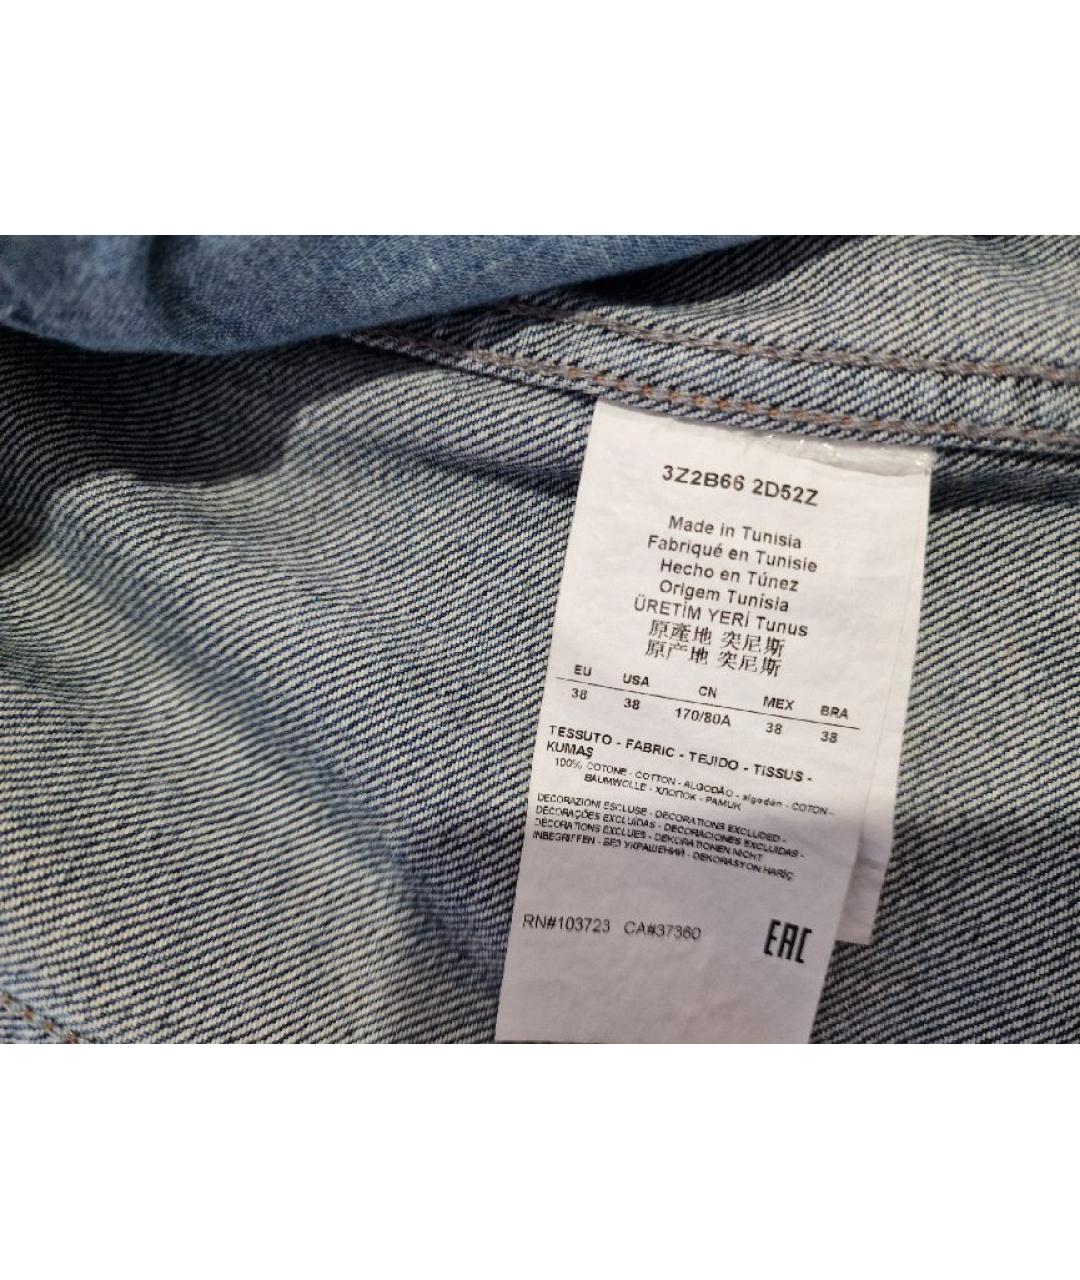 3Z2B66 2D52Z
Made in Tunisia
Fabriqué en Tunisie
Hecho en Túnez
Origem Tunísia
ÜRETİM YERİ Tunus
原產地 突尼斯
原产地 突尼斯
EU USA CN MEX BRA
38 38 170/80A 38 38
TESSUTO - FABRIC - TEJIDO - TISSUS -
KUMAŞ
100% COTONE - COTTON - ALGODÃO - algodón - COTON -
BAUMWOLLE - ХЛОПОК - PAMUK
DECORAZIONI ESCLUSE - DECORATIONS EXCLUDED -
DECORAÇÕES EXCLUÍDAS - DECORACIONES EXCLUIDAS -
DECORATIONS EXCLUES - DEKORATIONEN NICHT
INBEGRIFFEN - БЕЗ УКРАШЕНИЙ - DEKORASYON HARİÇ
RN#103723 CA#37360
EAC